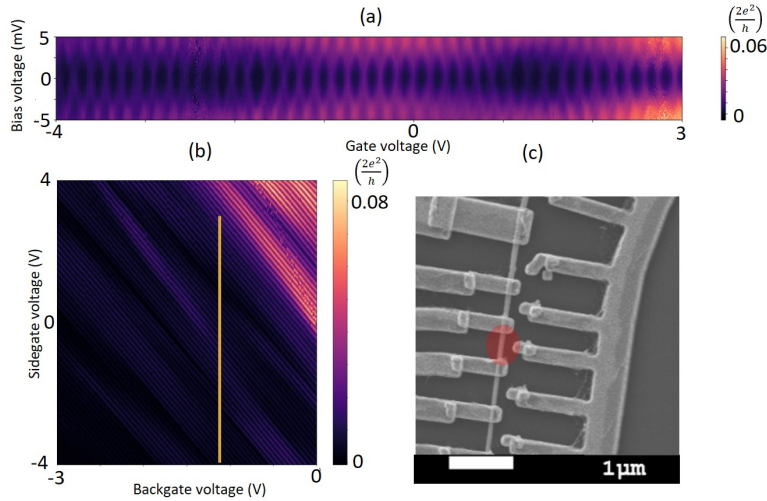 (a)
(2e²/h)
5
0.06
Bias voltage (mV)
0
-5
0
-4
0
3
Gate voltage (V)
(b)
(c)
(2e²/h)
4
0.08
Sidegate voltage (V)
0
-4
0
-3
0
Backgate voltage (V)
1μm